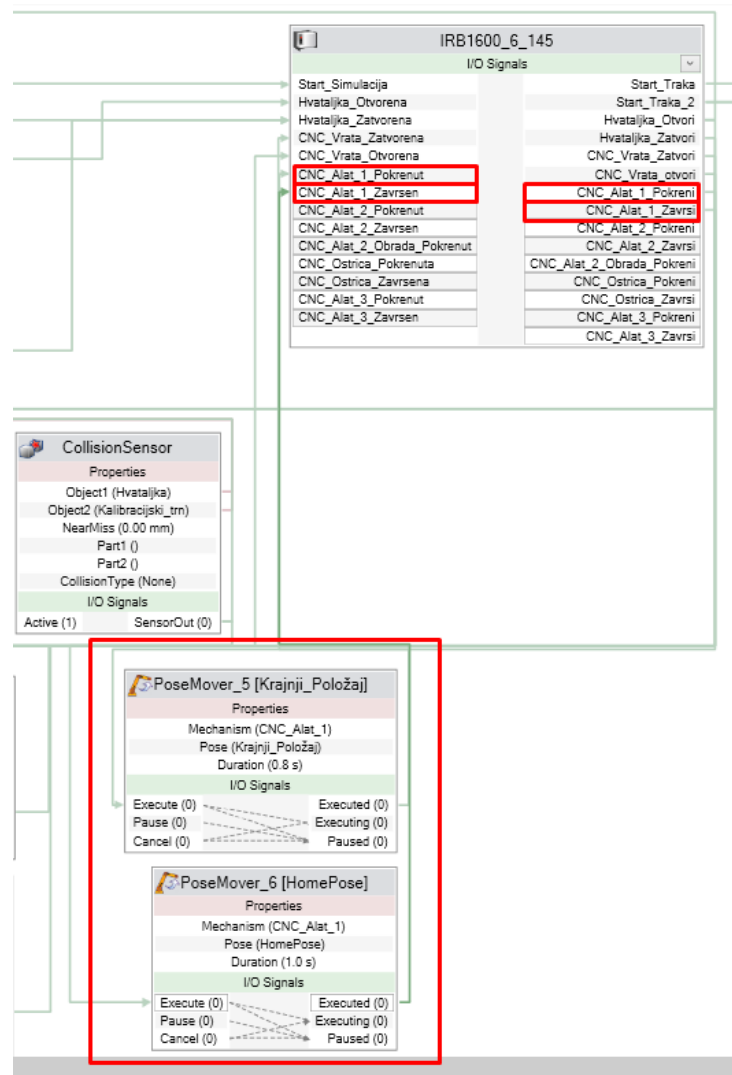 IRB1600_6_145
I/O Signals
Start_Simulacija Start_Traka
Hvataljka_Otvorena Start_Traka_2
Hvataljka_Zatvorena Hvataljka_Otvori
CNC_Vrata_Zatvorena Hvataljka_Zatvori
CNC_Vrata_Otvorena CNC_Vrata_Zatvori
CNC_Alat_1_Pokrenut CNC_Vrata_otvori
CNC_Alat_1_Zavrsen CNC_Alat_1_Pokreni
CNC_Alat_2_Pokrenut CNC_Alat_1_Zavrsi
CNC_Alat_2_Zavrsen CNC_Alat_2_Pokreni
CNC_Alat_2_Obrada_Pokrenut CNC_Alat_2_Zavrsi
CNC_Ostrica_Pokrenuta CNC_Alat_2_Obrada_Pokreni
CNC_Ostrica_Zavrsena CNC_Ostrica_Pokreni
CNC_Alat_3_Pokrenut CNC_Ostrica_Zavrsi
CNC_Alat_3_Zavrsen CNC_Alat_3_Pokreni
CNC_Alat_3_Zavrsi
CollisionSensor
Properties
Object1 (Hvataljka)
Object2 (Kalibracijski_trn)
NearMiss (0.00 mm)
Part1 ()
Part2 ()
CollisionType (None)
I/O Signals
Active (1) SensorOut (0)
PoseMover_5 [Krajnji_Položaj]
Properties
Mechanism (CNC_Alat_1)
Pose (Krajnji_Položaj)
Duration (0.8 s)
I/O Signals
Execute (0) Executed (0)
Pause (0) Executing (0)
Cancel (0) Paused (0)
PoseMover_6 [HomePose]
Properties
Mechanism (CNC_Alat_1)
Pose (HomePose)
Duration (1.0 s)
I/O Signals
Execute (0) Executed (0)
Pause (0) Executing (0)
Cancel (0) Paused (0)